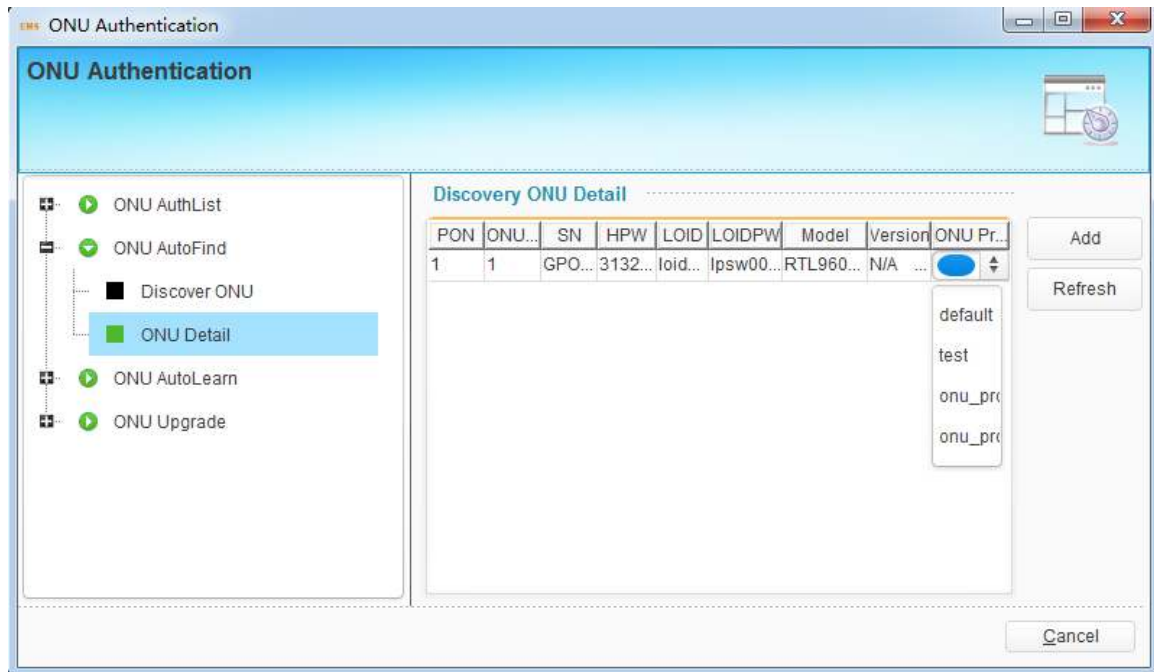 EMS ONU Authentication
ONU Authentication
ONU AuthList
ONU AutoFind
Discover ONU
ONU Detail
ONU AutoLearn
ONU Upgrade
Discovery ONU Detail
PON ONU... SN HPW LOID LOIDPW Model Version ONU Pr...
1 1 GPO... 3132... loid... lpsw00... RTL960... N/A ...
default
test
onu_pro
onu_pro
Add
Refresh
Cancel